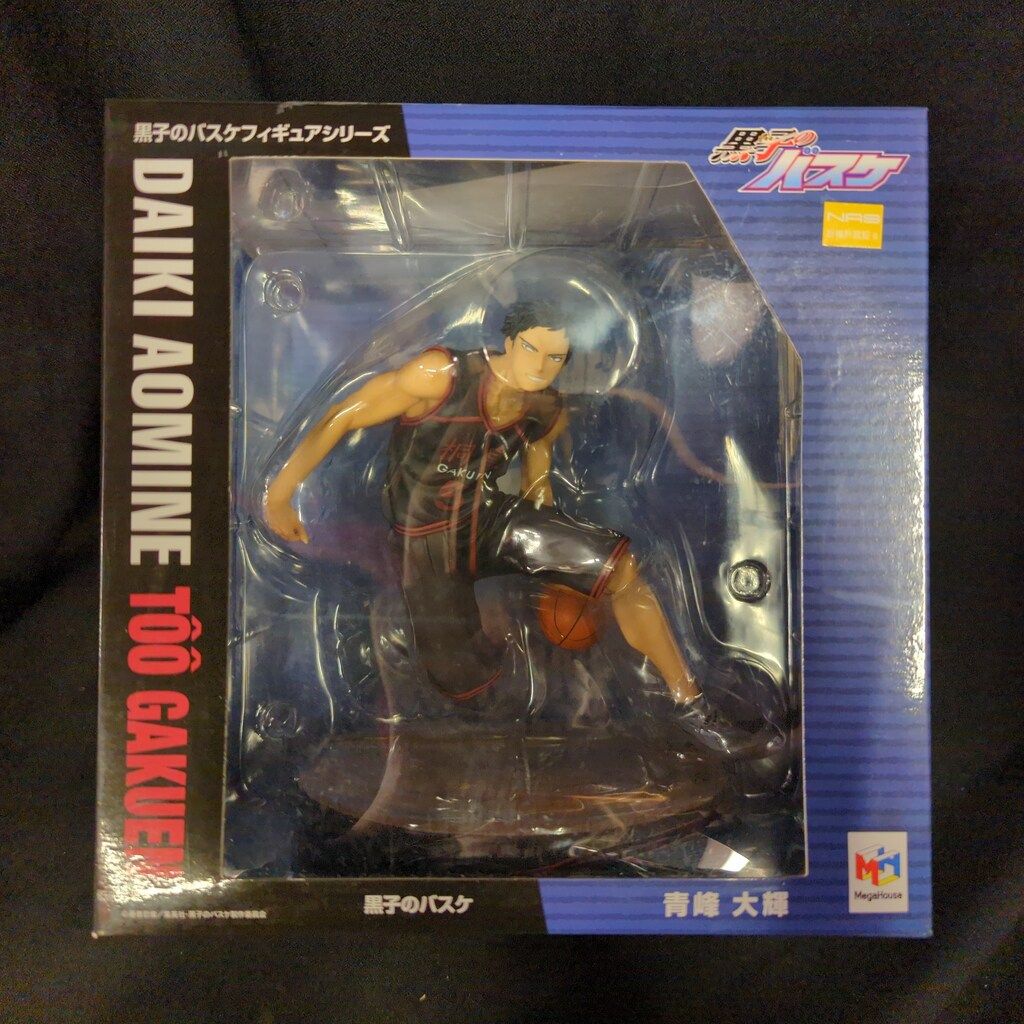 黒子のバスケフィギュアシリーズ
黒子の
バスケ
DAIKI AOMINE TÔÔ GAKUEN
GAKUEN
黒子のバスケ
青峰 大輝
MegaHouse